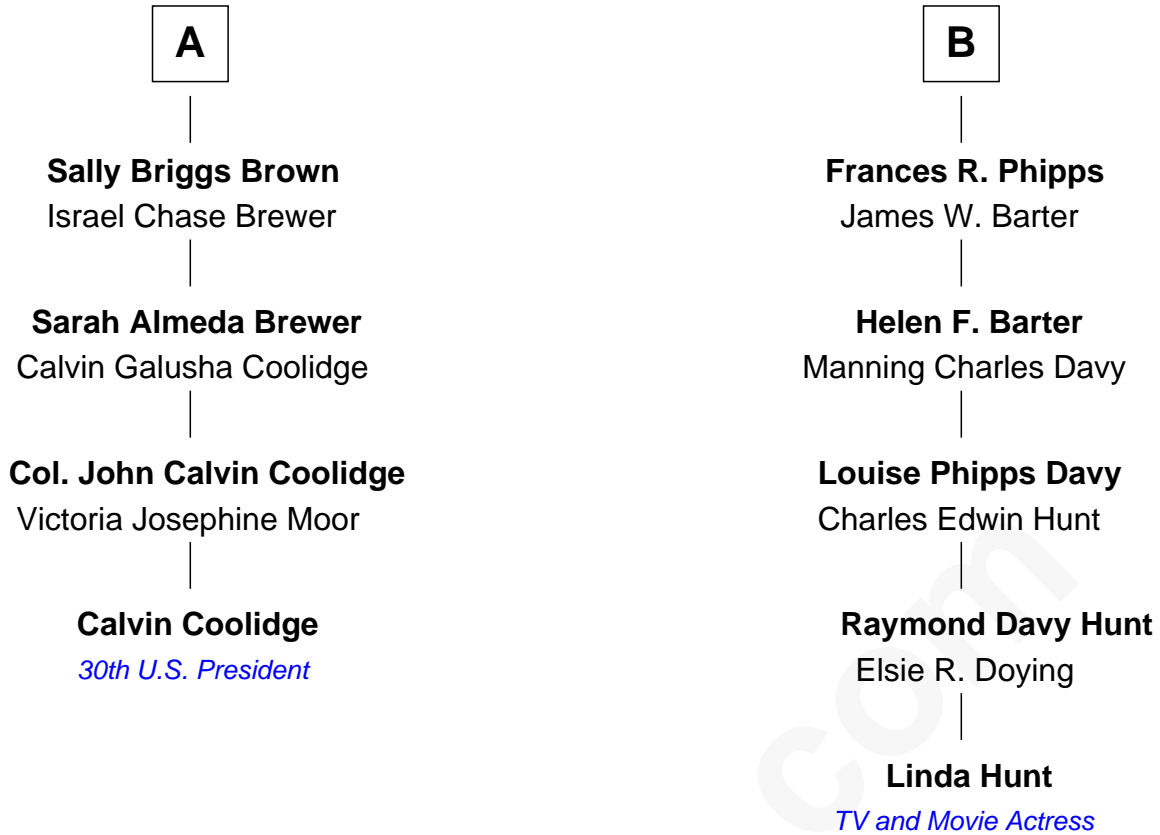 A
Sally Briggs Brown
Israel Chase Brewer
Sarah Almeda Brewer
Calvin Galusha Coolidge
Col. John Calvin Coolidge
Victoria Josephine Moor
Calvin Coolidge
30th U.S. President
B
Frances R. Phipps
James W. Barter
Helen F. Barter
Manning Charles Davy
Louise Phipps Davy
Charles Edwin Hunt
Raymond Davy Hunt
Elsie R. Doying
Linda Hunt
TV and Movie Actress
com